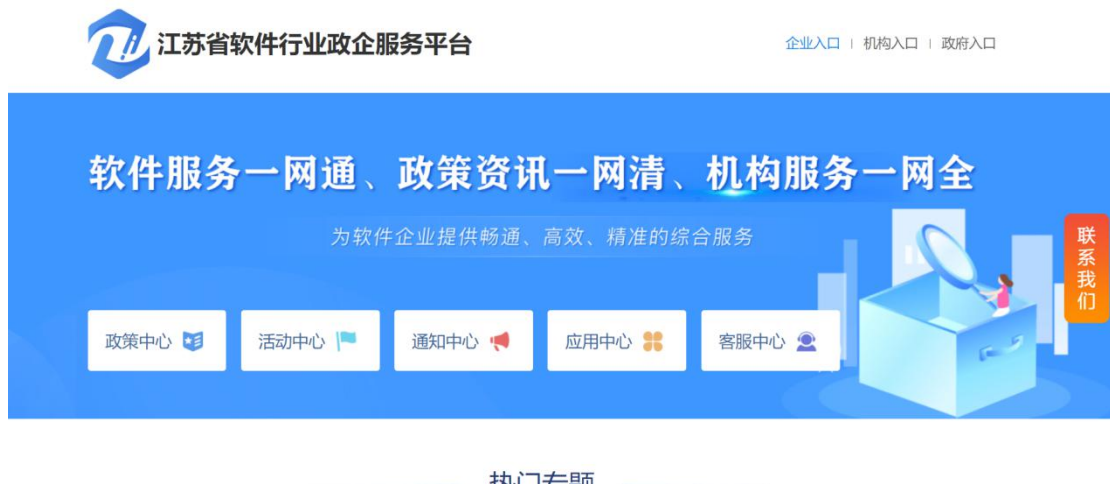 江苏省软件行业政企服务平台
企业入口 | 机构入口 | 政府入口
软件服务一网通、政策资讯一网清、机构服务一网全
为软件企业提供畅通、高效、精准的综合服务
联系我们
政策中心 活动中心 通知中心 应用中心 客服中心
热门专题